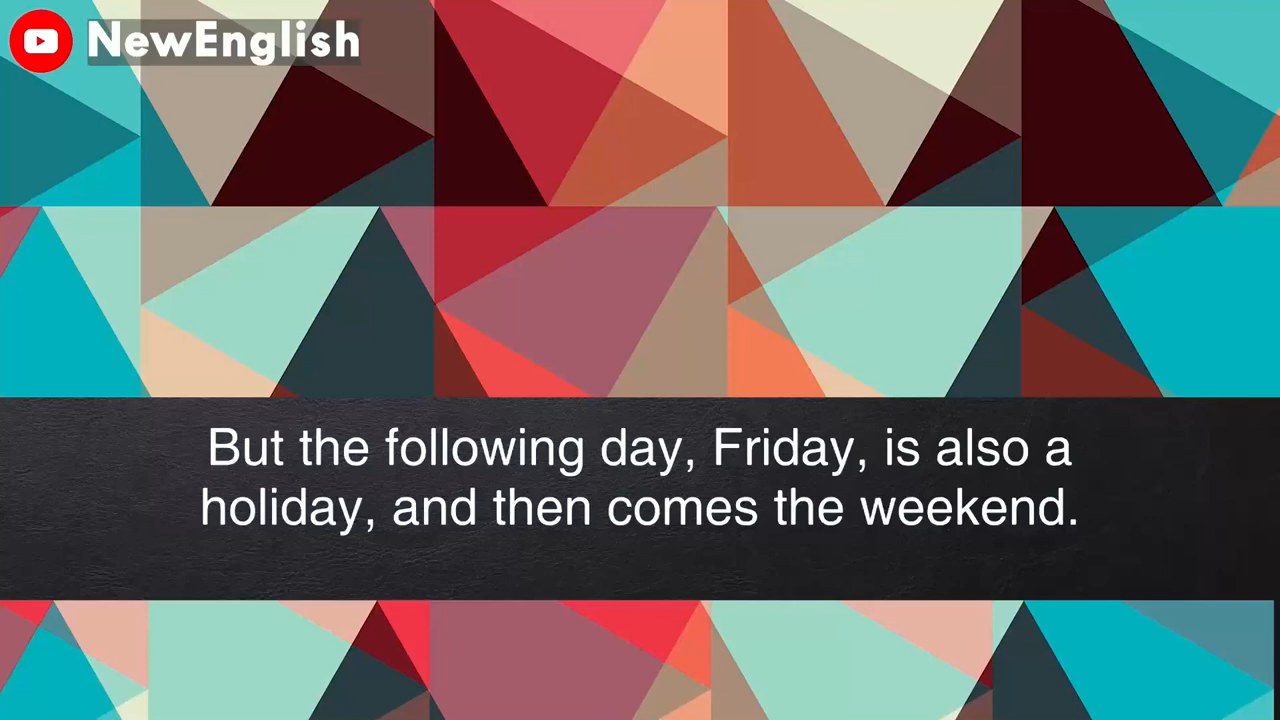 NewEnglish
But the following day, Friday, is also a
holiday, and then comes the weekend.